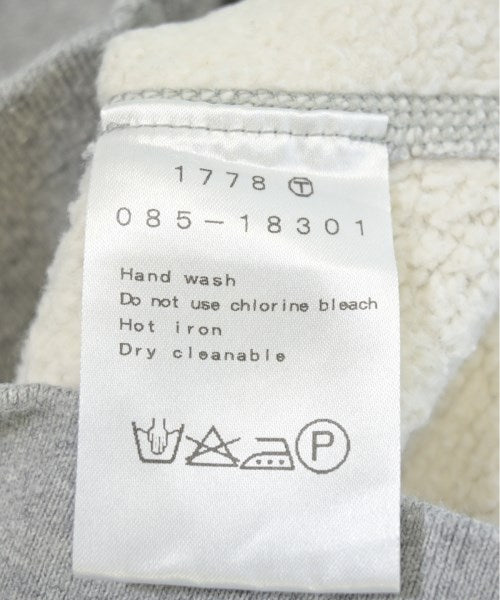 1778 Ⓣ
085-18301
Hand wash
Do not use chlorine bleach
Hot iron
Dry cleanable
P